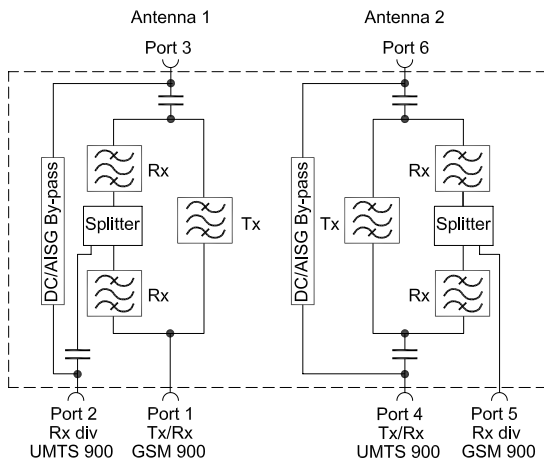 Antenna 1
Antenna 2
Port 3
Port 6
DC/AISG By-pass
Rx
Splitter
Tx
Rx
DC/AISG By-pass
Tx
Rx
Splitter
Rx
Port 2
Rx div
UMTS 900
Port 1
Tx/Rx
GSM 900
Port 4
Tx/Rx
UMTS 900
Port 5
Rx div
GSM 900